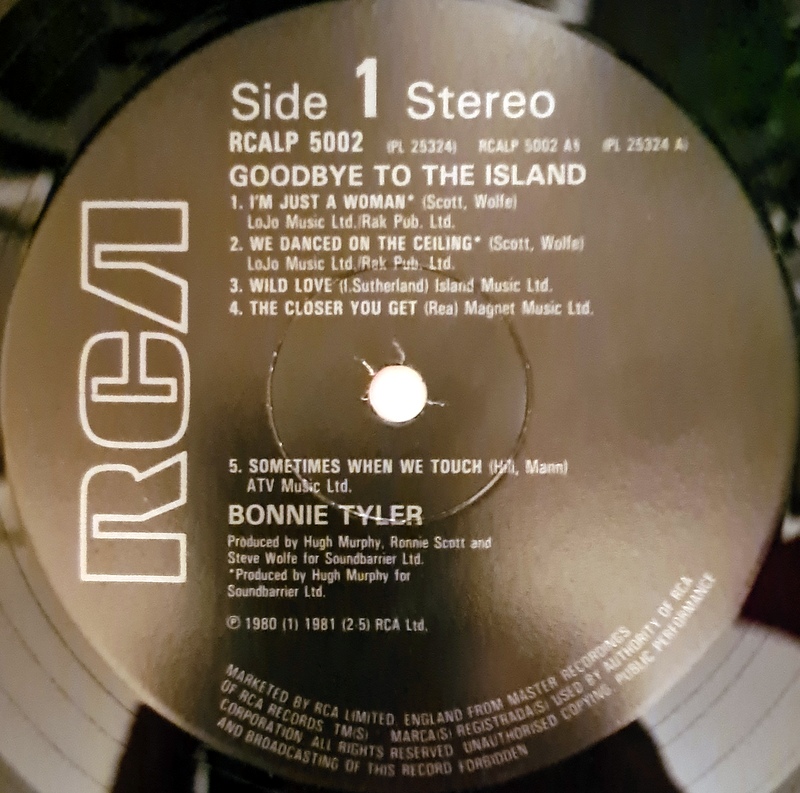 Side 1 Stereo
RCALP 5002 (PL 25324) RCALP 5002 A§ (PL 25324 A)
GOODBYE TO THE ISLAND
1. I'M JUST A WOMAN* (Scott, Wolfe)
LoJo Music Ltd./Rak Pub. Ltd.
2. WE DANCED ON THE CEILING* (Scott, Wolfe)
LoJo Music Ltd./Rak Pub. Ltd.
3. WILD LOVE (I.Sutherland) Island Music Ltd.
4. THE CLOSER YOU GET (Rea) Magnet Music Ltd.
RCA
5. SOMETIMES WHEN WE TOUCH (Hill, Mann)
ATV Music Ltd.
BONNIE TYLER
Produced by Hugh Murphy, Ronnie Scott and
Steve Wolfe for Soundbarrier Ltd.
*Produced by Hugh Murphy for
Soundbarrier Ltd.
℗ 1980 (1) 1981 (2-5) RCA Ltd.
MARKETED BY RCA LIMITED, ENGLAND FROM MASTER RECORDINGS
OF RCA RECORDS. TM(S) ® MARCA(S) REGISTRADA(S) USED BY AUTHORITY OF RCA
CORPORATION. ALL RIGHTS RESERVED. UNAUTHORISED COPYING, PUBLIC PERFORMANCE
AND BROADCASTING OF THIS RECORD FORBIDDEN